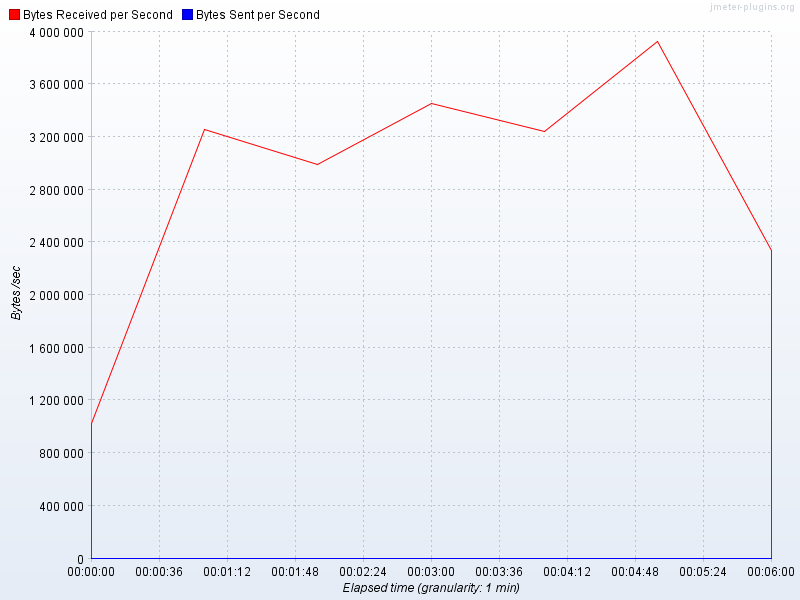 jmeter-plugins.org
Bytes Received per Second Bytes Sent per Second
4 000 000
3 600 000
3 200 000
2 800 000
2 400 000
2 000 000
1 600 000
1 200 000
800 000
400 000
0
Bytes/sec
00:00:00 00:00:36 00:01:12 00:01:48 00:02:24 00:03:00 00:03:36 00:04:12 00:04:48 00:05:24 00:06:00
Elapsed time (granularity: 1 min)